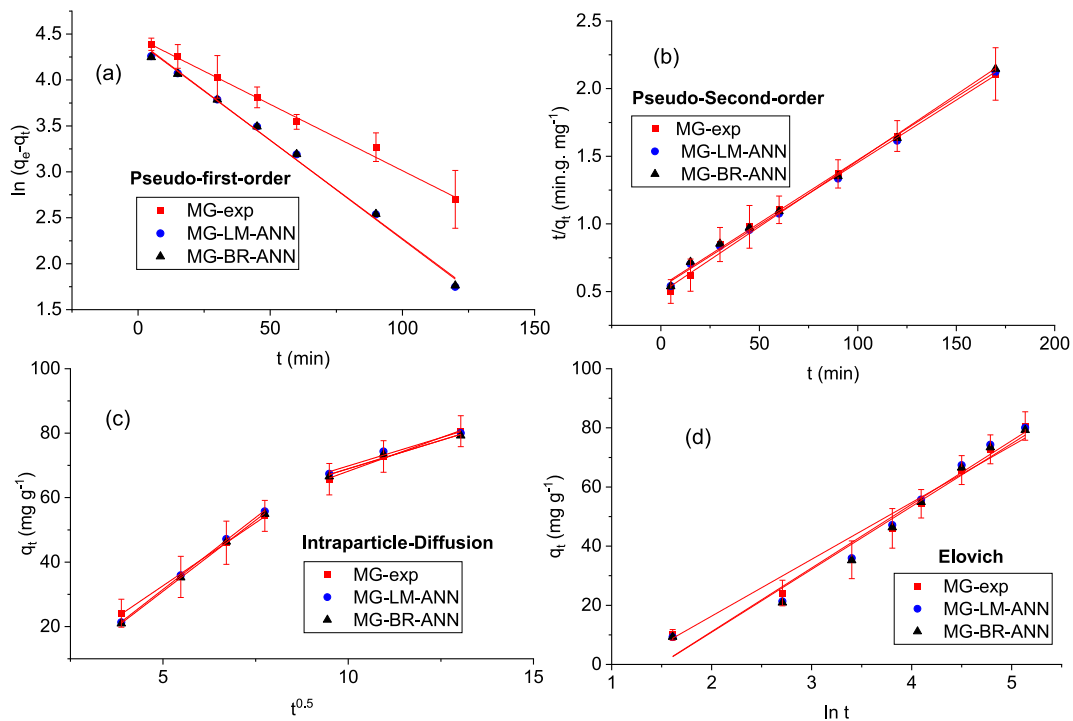 (a)
ln (qe-qt)
4.5
4.0
3.5
3.0
2.5
2.0
1.5
Pseudo-first-order
MG-exp
MG-LM-ANN
MG-BR-ANN
0 50 100 150
t (min)
(b)
t/qt (min.g. mg-1)
2.5
2.0
1.5
1.0
0.5
Pseudo-Second-order
MG-exp
MG-LM-ANN
MG-BR-ANN
0 50 100 150 200
t (min)
(c)
qt (mg g-1)
100
80
60
40
20
Intraparticle-Diffusion
MG-exp
MG-LM-ANN
MG-BR-ANN
5 10 15
t0.5
(d)
qt (mg g-1)
100
80
60
40
20
0
Elovich
MG-exp
MG-LM-ANN
MG-BR-ANN
1 2 3 4 5
ln t